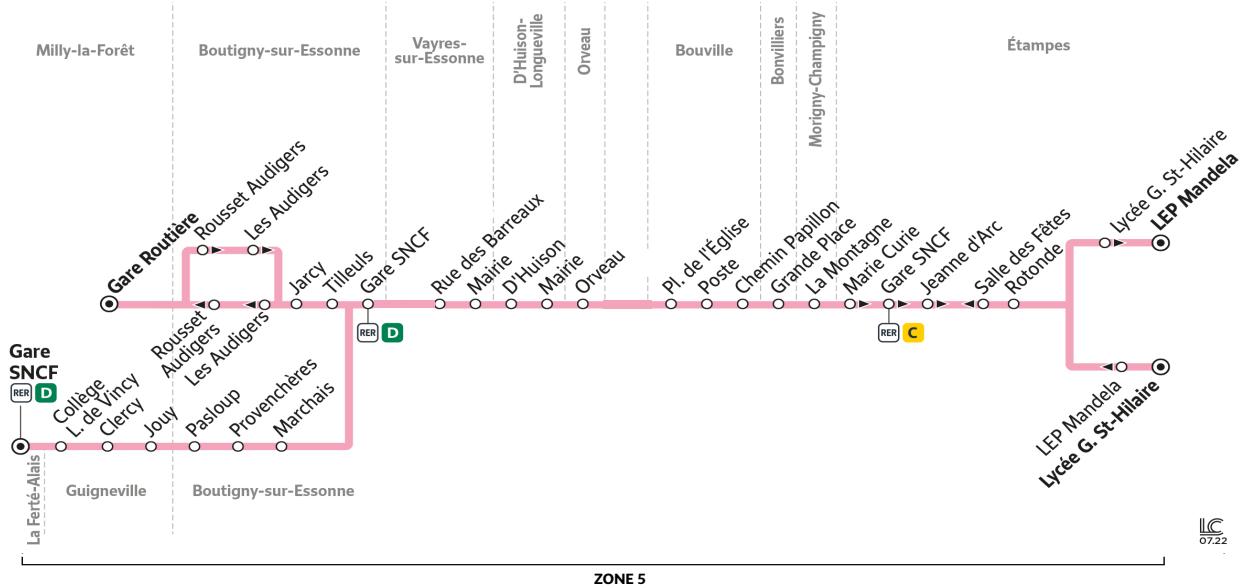 Milly-la-Forêt
Boutigny-sur-Essonne
Vayres-
sur-Essonne
D'Huison-
Longueville
Orveau
Bouville
Bonvilliers
Morigny-Champigny
Étampes
Gare Routière
Rousset Audigers
Les Audigers
Rousset
Audigers
Les Audigers
Jarcy
Tilleuls
Gare SNCF
RER D
Rue des Barreaux
Mairie
D'Huison
Mairie
Orveau
Pl. de l'Église
Poste
Chemin Papillon
Grande Place
La Montagne
Marie Curie
Gare SNCF
RER C
Jeanne d'Arc
Salle des Fêtes
Rotonde
Lycée G. St-Hilaire
LEP Mandela
LEP Mandela
Lycée G. St-Hilaire
Gare
SNCF
RER D
Collège
L. de Vincy
Clercy
Jouy
Pasloup
Provenchères
Marchais
La Ferté-Alais
Guigneville
Boutigny-sur-Essonne
LC
07.22
ZONE 5